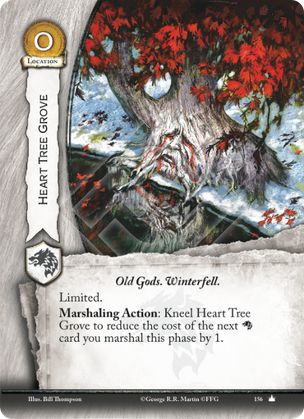 0
LOCATION
HEART TREE GROVE
Old Gods. Winterfell.
Limited.
Marshaling Action: Kneel Heart Tree
Grove to reduce the cost of the next
card you marshal this phase by 1.
Illus. Bill Thompson ©George R.R. Martin ©FFG 156